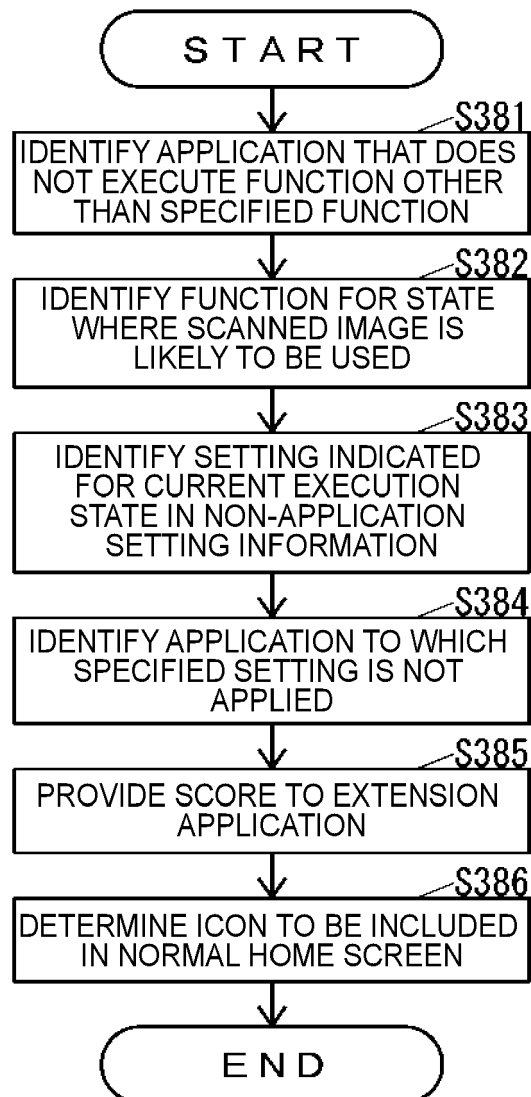 START
S381
IDENTIFY APPLICATION THAT DOES
NOT EXECUTE FUNCTION OTHER
THAN SPECIFIED FUNCTION
S382
IDENTIFY FUNCTION FOR STATE
WHERE SCANNED IMAGE IS
LIKELY TO BE USED
S383
IDENTIFY SETTING INDICATED
FOR CURRENT EXECUTION
STATE IN NON-APPLICATION
SETTING INFORMATION
S384
IDENTIFY APPLICATION TO WHICH
SPECIFIED SETTING IS NOT
APPLIED
S385
PROVIDE SCORE TO EXTENSION
APPLICATION
S386
DETERMINE ICON TO BE INCLUDED
IN NORMAL HOME SCREEN
END